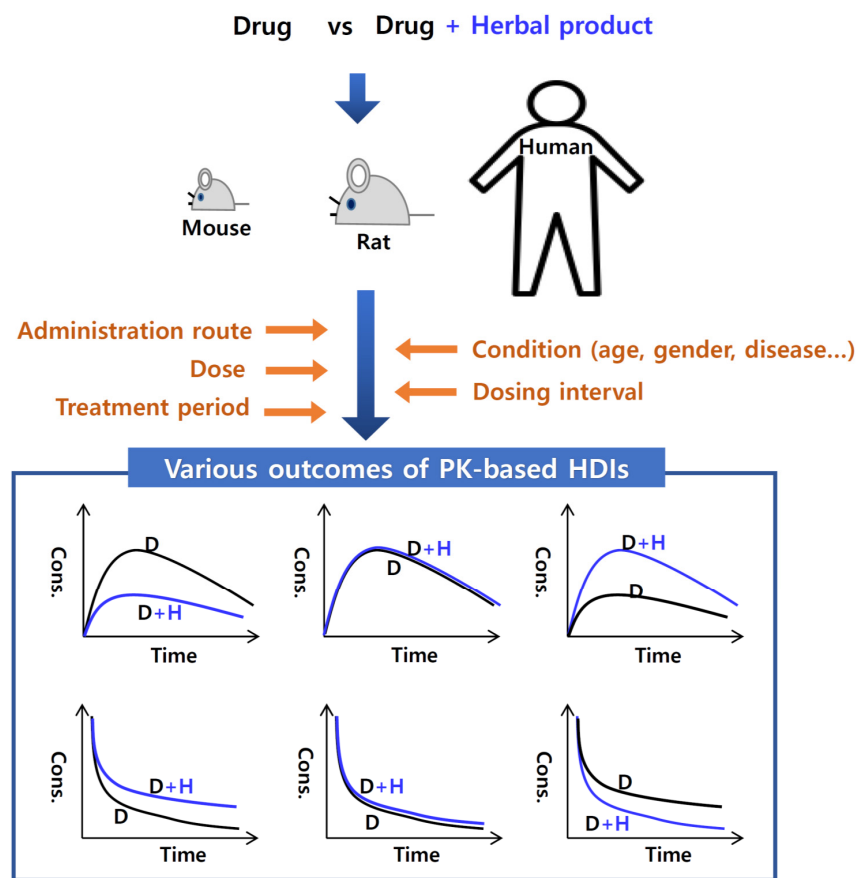 Drug vs Drug + Herbal product
Human
Mouse
Rat
Administration route
Condition (age, gender, disease...)
Dose
Dosing interval
Treatment period
Various outcomes of PK-based HDIs
Cons.
D
D+H
Time
Cons.
D+H
D
Time
Cons.
D+H
D
Time
Cons.
D+H
D
Time
Cons.
D+H
D
Time
Cons.
D
D+H
Time